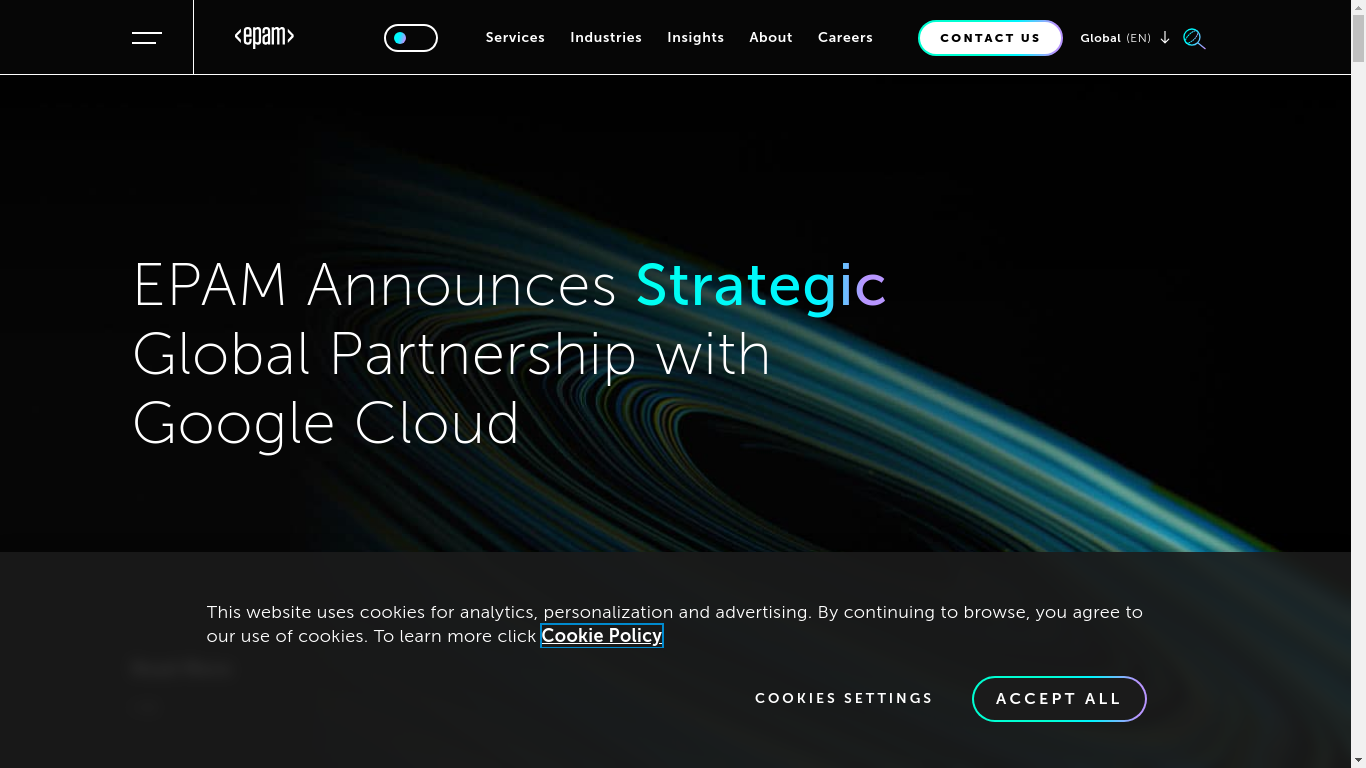 <epam>
Services Industries Insights About Careers
CONTACT US
Global (EN)
EPAM Announces Strategic
Global Partnership with
Google Cloud
This website uses cookies for analytics, personalization and advertising. By continuing to browse, you agree to
our use of cookies. To learn more click Cookie Policy
COOKIES SETTINGS
ACCEPT ALL